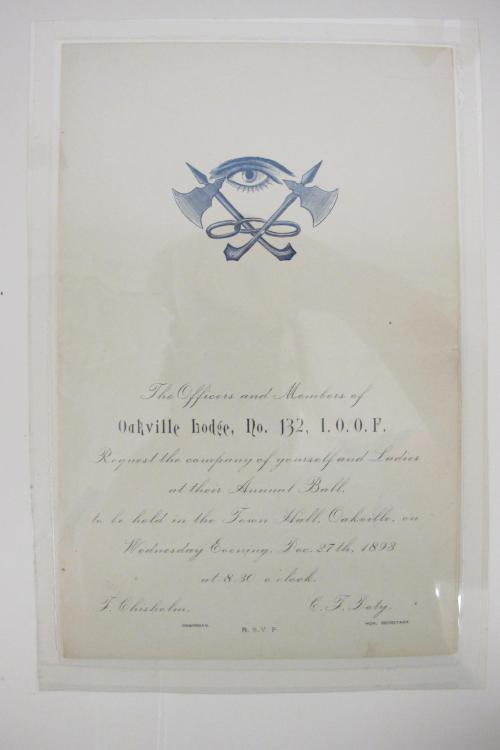 The Officers and Members of
Oakville Lodge, No. 132, I.O.O.F.
Request the company of yourself and Ladies
at their Annual Ball,
to be held in the Town Hall, Oakville, on
Wednesday Evening, Dec. 27th, 1893
at 8.30 o'clock.
F. Chisholm, C. F. Doty,
CHAIRMAN. HON. SECRETARY.
R.S.V.P.